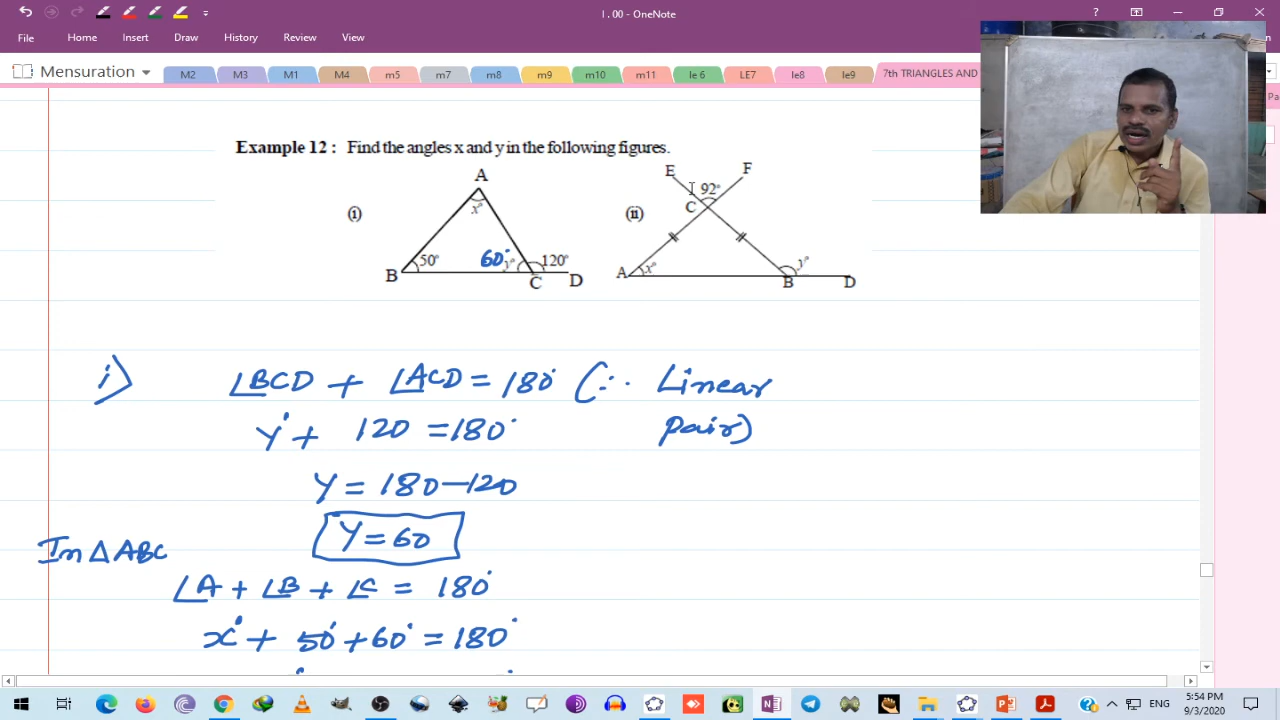 1.00 - OneNote
File Home Insert Draw History Review View
Mensuration M2 M3 M1 M4 m5 m7 m8 m9 m10 m11 le 6 LE7 le8 le9 7th TRIANGLES AND
Example 12 : Find the angles x and y in the following figures.
(i) A x° B 50° 60° y° 120° C D
(ii) E F 92° C A x° y° B D
i) ∠BCD + ∠ACD = 180° (∵ Linear
y° + 120 = 180° pair)
Y = 180-120
Y = 60
In △ ABC
∠A + ∠B + ∠C = 180°
x° + 50° + 60° = 180°
ENG
5:54 PM
9/3/2020